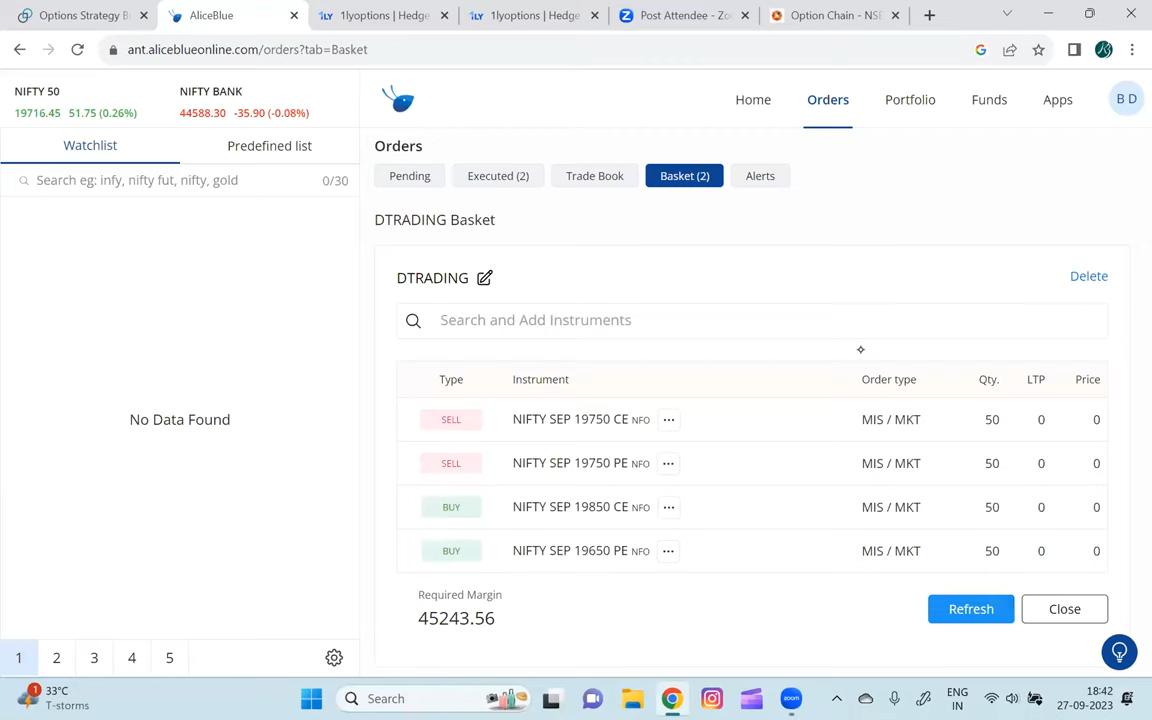 Options Strategy B
AliceBlue
1LY 1lyoptions | Hedge
1LY 1lyoptions | Hedge
Post Attendee - Zo
Option Chain - NSE
ant.aliceblueonline.com/orders?tab=Basket
NIFTY 50
19716.45 51.75 (0.26%)
NIFTY BANK
44588.30 -35.90 (-0.08%)
Home Orders Portfolio Funds Apps B D
Watchlist Predefined list
Search eg: infy, nifty fut, nifty, gold 0/30
No Data Found
1 2 3 4 5
Orders
Pending Executed (2) Trade Book Basket (2) Alerts
DTRADING Basket
DTRADING Delete
Search and Add Instruments
Type Instrument Order type Qty. LTP Price
SELL NIFTY SEP 19750 CE NFO ... MIS / MKT 50 0 0
SELL NIFTY SEP 19750 PE NFO ... MIS / MKT 50 0 0
BUY NIFTY SEP 19850 CE NFO ... MIS / MKT 50 0 0
BUY NIFTY SEP 19650 PE NFO ... MIS / MKT 50 0 0
Required Margin
45243.56
Refresh Close
1
33°C
T-storms
Search
zoom
ENG
IN
18:42
27-09-2023